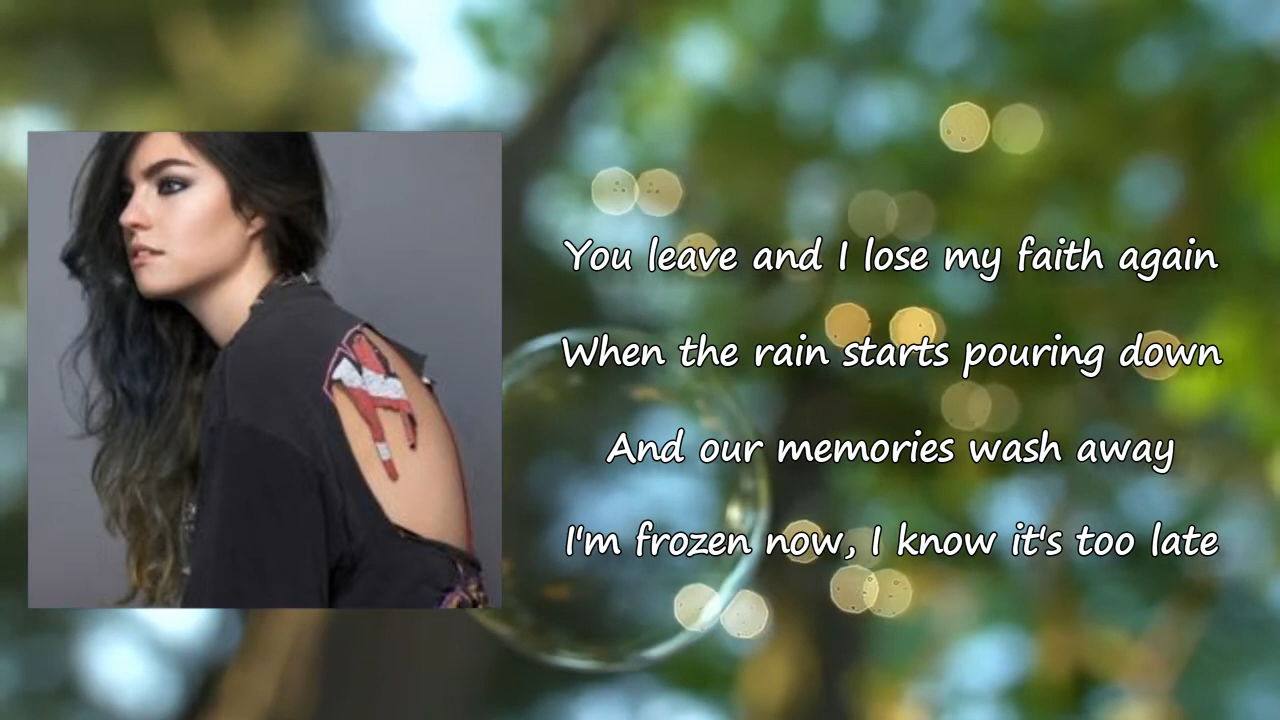 You leave and I lose my faith again
When the rain starts pouring down
And our memories wash away
I'm frozen now, I know it's too late